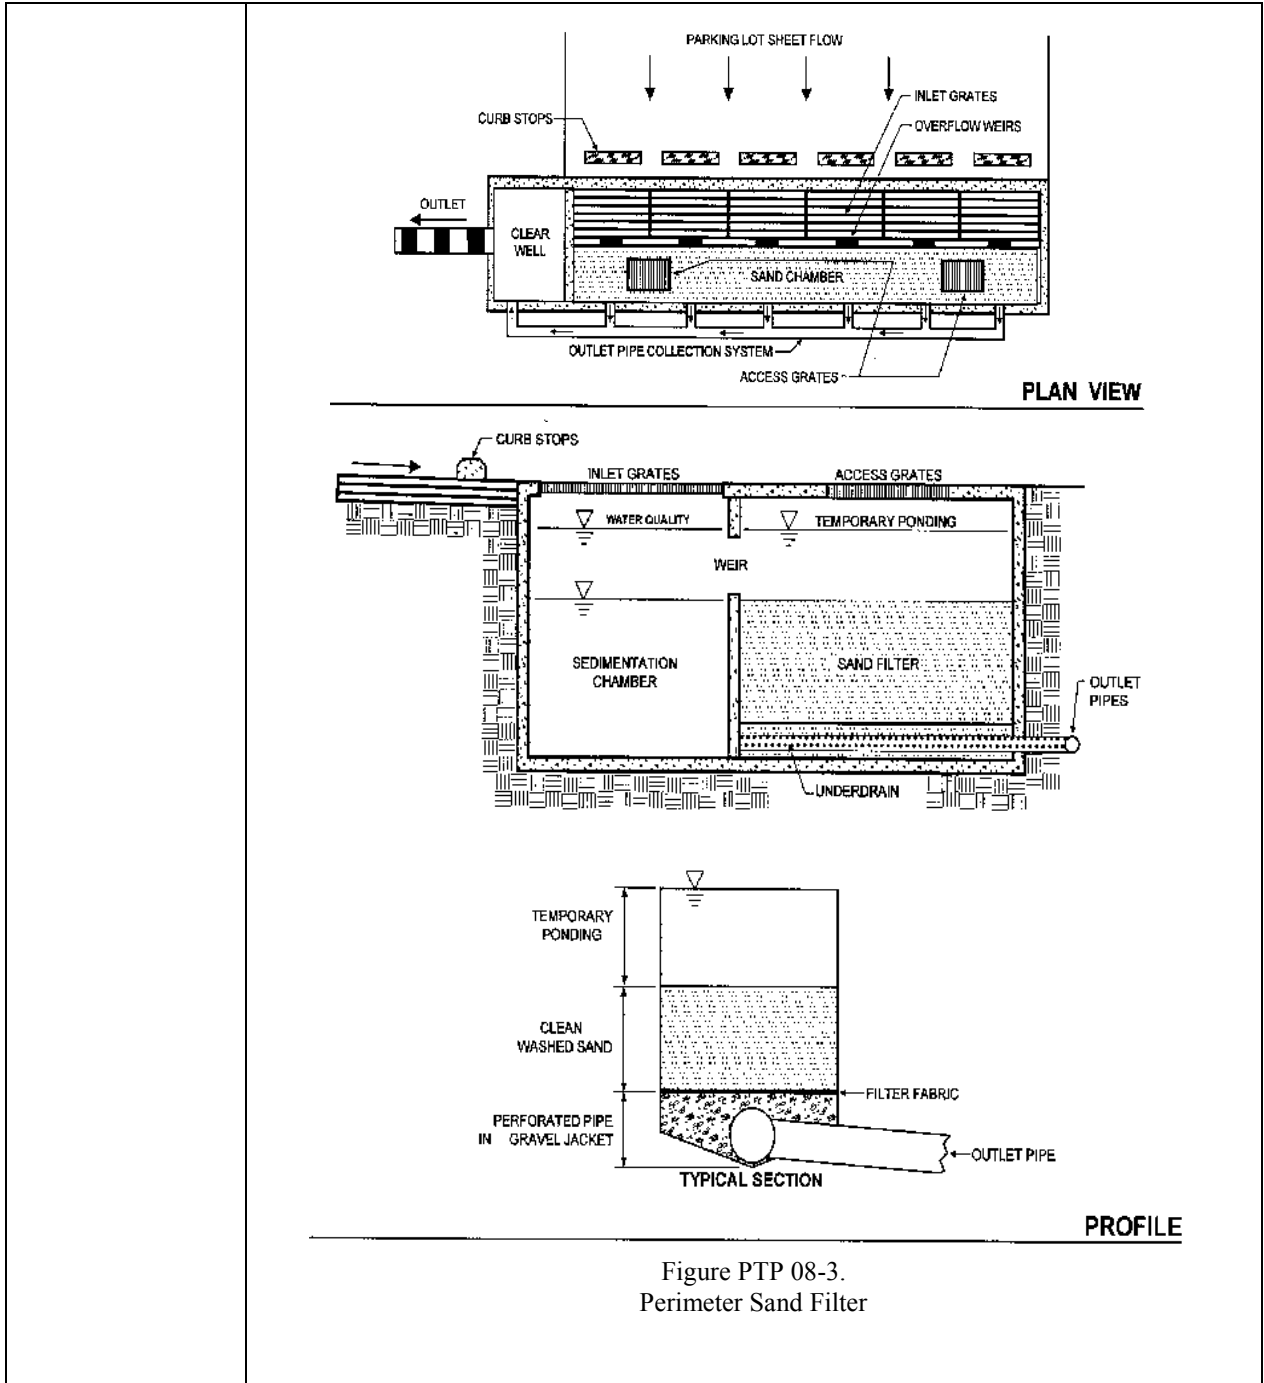 PARKING LOT SHEET FLOW
INLET GRATES
CURB STOPS
OVERFLOW WEIRS
OUTLET
CLEAR
WELL
SAND CHAMBER
OUTLET PIPE COLLECTION SYSTEM
ACCESS GRATES
PLAN VIEW
CURB STOPS
INLET GRATES
ACCESS GRATES
WATER QUALITY
TEMPORARY PONDING
WEIR
SEDIMENTATION
CHAMBER
SAND FILTER
OUTLET
PIPES
UNDERDRAIN
TEMPORARY
PONDING
CLEAN
WASHED SAND
FILTER FABRIC
PERFORATED PIPE
IN GRAVEL JACKET
OUTLET PIPE
TYPICAL SECTION
PROFILE
Figure PTP 08-3.
Perimeter Sand Filter